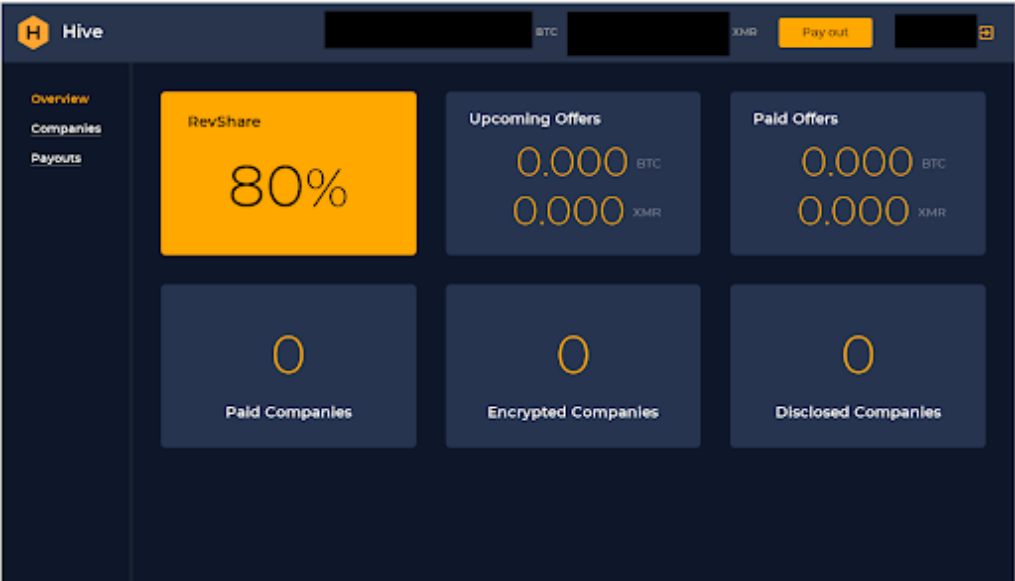 H Hive
BTC
XMR
Pay out
Overview
Companies
Payouts
RevShare
80%
Upcoming Offers
0.000 BTC
0.000 XMR
Paid Offers
0.000 BTC
0.000 XMR
0
Paid Companies
0
Encrypted Companies
0
Disclosed Companies